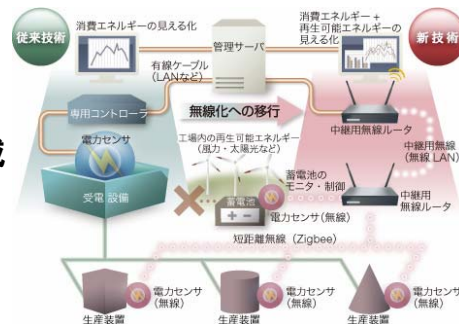 従来技術
消費エネルギーの見える化
管理サーバ
消費エネルギー +
再生可能エネルギーの
見える化
新技術
有線ケーブル
(LANなど)
専用コントローラ
無線化への移行
中継用無線ルータ
電力センサ
工場内の再生可能エネルギー
(風力・太陽光など)
中継無線
(無線 LAN)
蓄電池の
モニタ・制御
受電設備
蓄電池
電力センサ(無線)
中継用
無線ルータ
短距離無線(Zigbee)
電力センサ
(無線)
電力センサ
(無線)
電力センサ
(無線)
生産装置
生産装置
生産装置